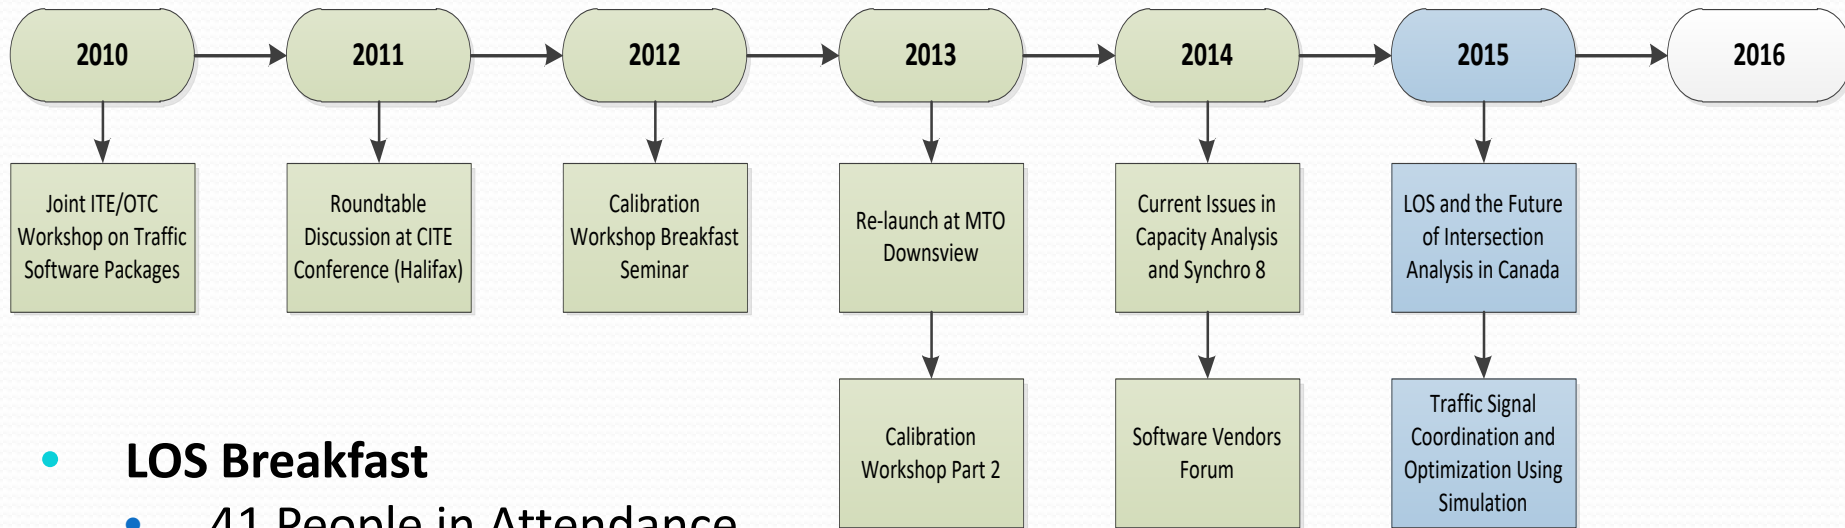 2010
2011
2012
2013
2014
2015
2016
Joint ITE/OTC
Workshop on Traffic
Software Packages
Roundtable
Discussion at CITE
Conference (Halifax)
Calibration
Workshop Breakfast
Seminar
Re-launch at MTO
Downsview
Current Issues in
Capacity Analysis
and Synchro 8
LOS and the Future
of Intersection
Analysis in Canada
Calibration
Workshop Part 2
Software Vendors
Forum
Traffic Signal
Coordination and
Optimization Using
Simulation
• LOS Breakfast
• 41 People in Attendance